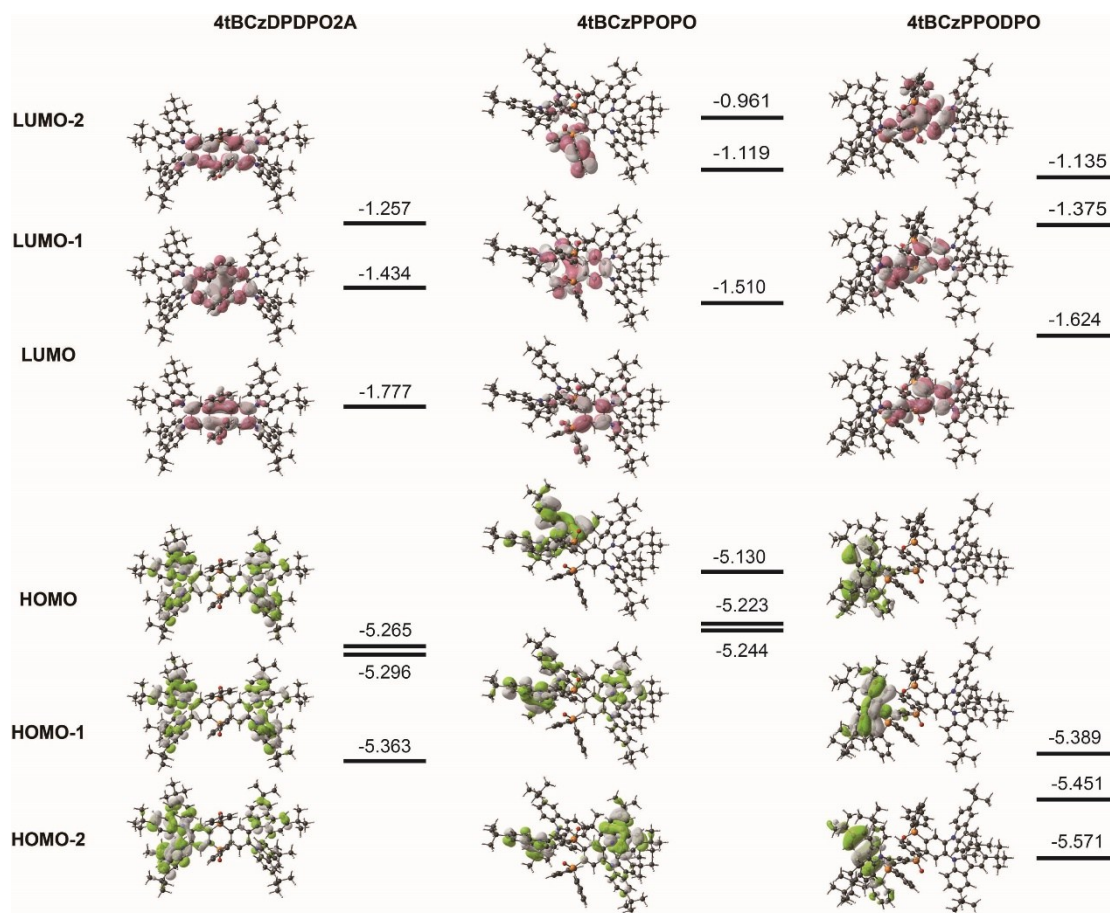 4tBCzDPDPO2A
4tBCzPPOPO
4tBCzPPODPO
LUMO-2
-0.961
-1.119
-1.135
LUMO-1
-1.257
-1.375
-1.434
-1.510
LUMO
-1.624
-1.777
HOMO
-5.130
-5.223
-5.265
-5.244
-5.296
HOMO-1
-5.363
-5.389
-5.451
HOMO-2
-5.571